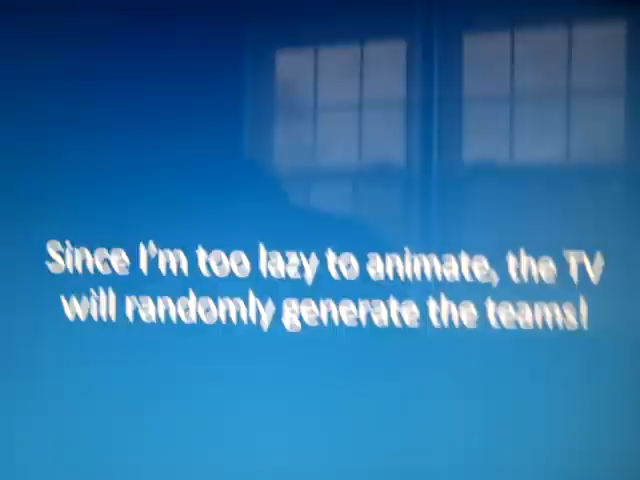 Since I'm too lazy to animate, the TV
will randomly generate the teams!